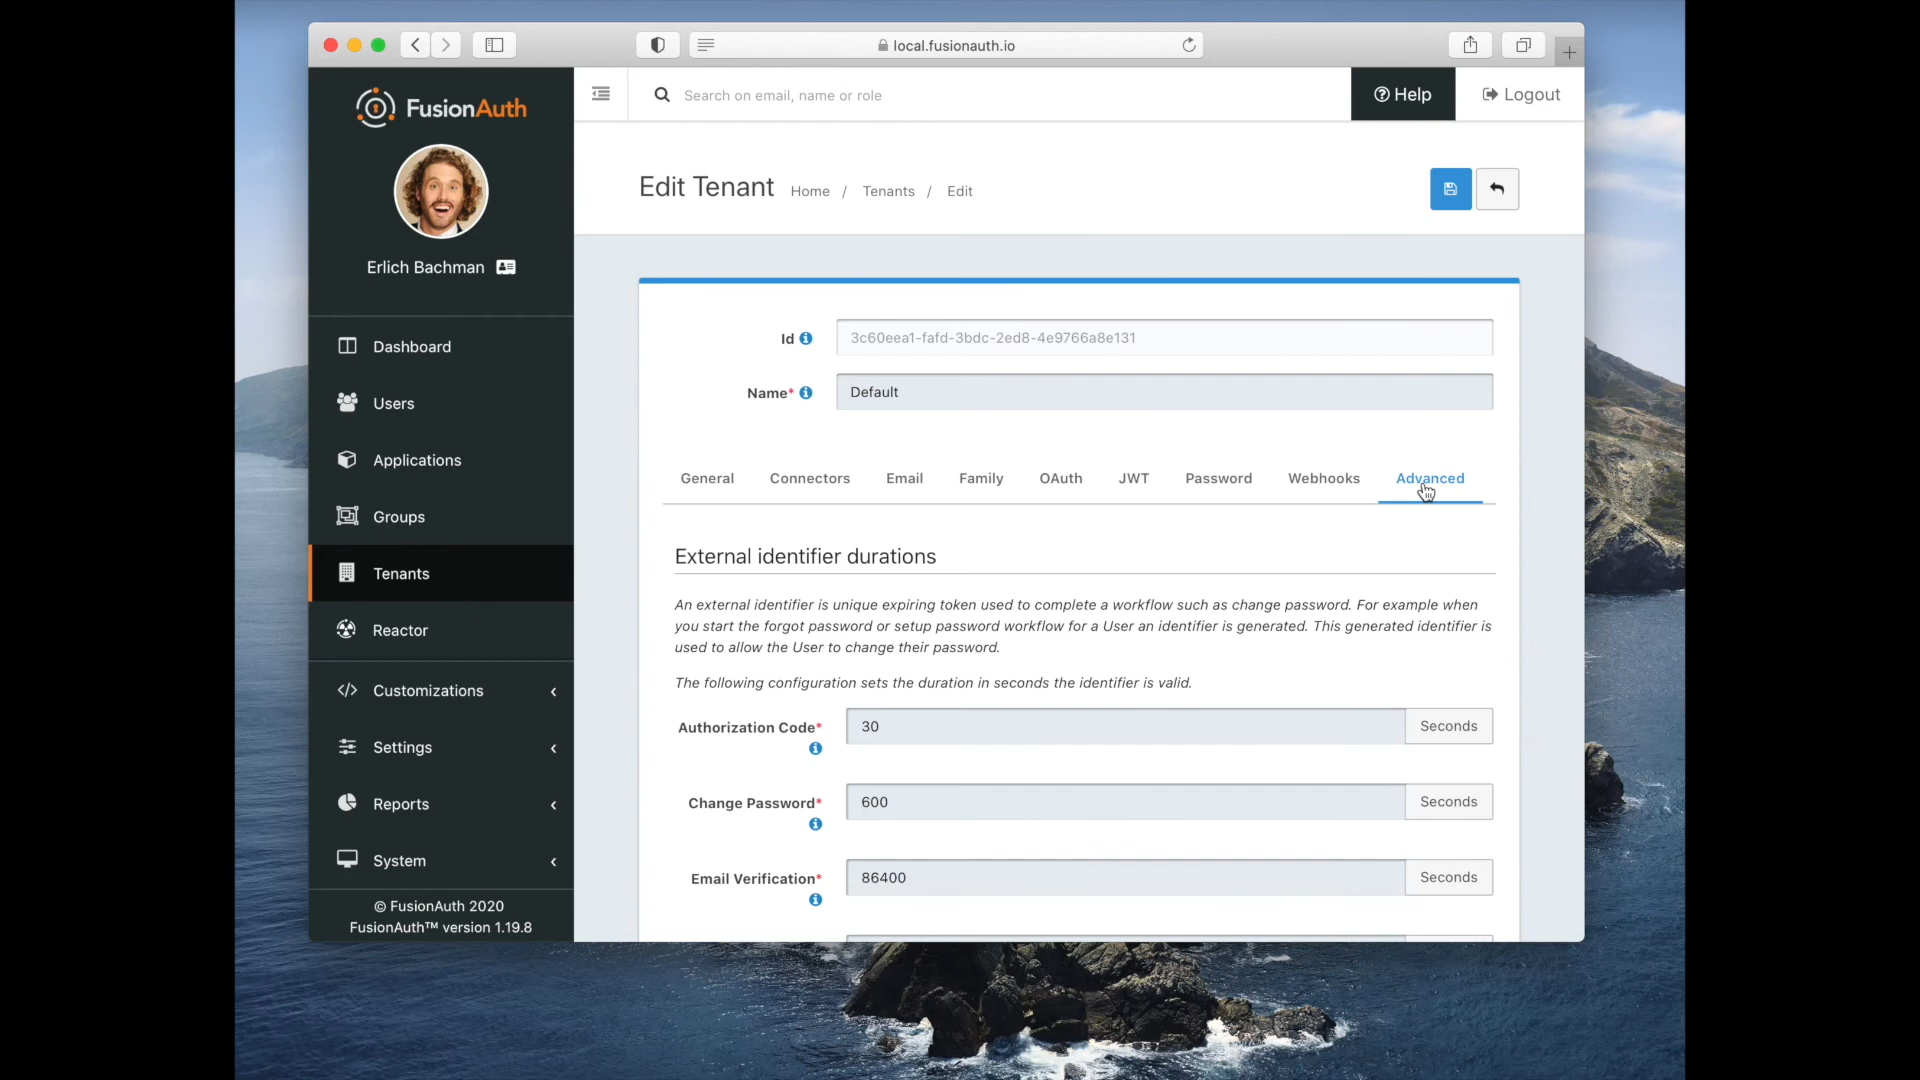 local.fusionauth.io
FusionAuth
Search on email, name or role
Help
Logout
Edit Tenant
Home / Tenants / Edit
Erlich Bachman
Id
3c60eea1-fafd-3bdc-2ed8-4e9766a8e131
Dashboard
Name*
Default
Users
Applications
General
Connectors
Email
Family
OAuth
JWT
Password
Webhooks
Advanced
Groups
Tenants
Reactor
Customizations
Settings
Reports
System
© FusionAuth 2020
FusionAuth™ version 1.19.8
External identifier durations
An external identifier is unique expiring token used to complete a workflow such as change password. For example when
you start the forgot password or setup password workflow for a User an identifier is generated. This generated identifier is
used to allow the User to change their password.
The following configuration sets the duration in seconds the identifier is valid.
Authorization Code*
30
Seconds
Change Password*
600
Seconds
Email Verification*
86400
Seconds